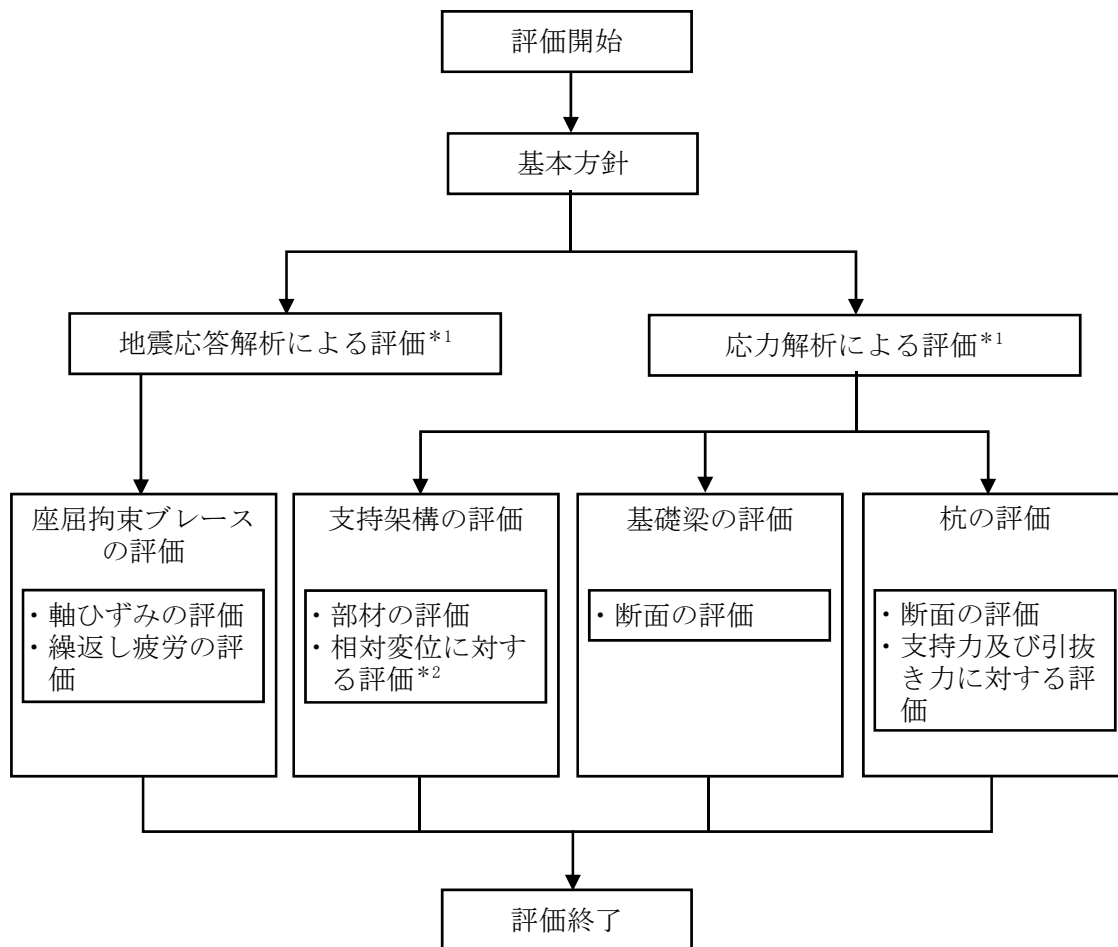 評価開始
基本方針
地震応答解析による評価*1
応力解析による評価*1
座屈拘束ブレース
の評価
・軸ひずみの評価
・繰返し疲労の評
価
支持架構の評価
・部材の評価
・相対変位に対す
る評価*2
基礎梁の評価
・断面の評価
杭の評価
・断面の評価
・支持力及び引抜
き力に対する評
価
評価終了